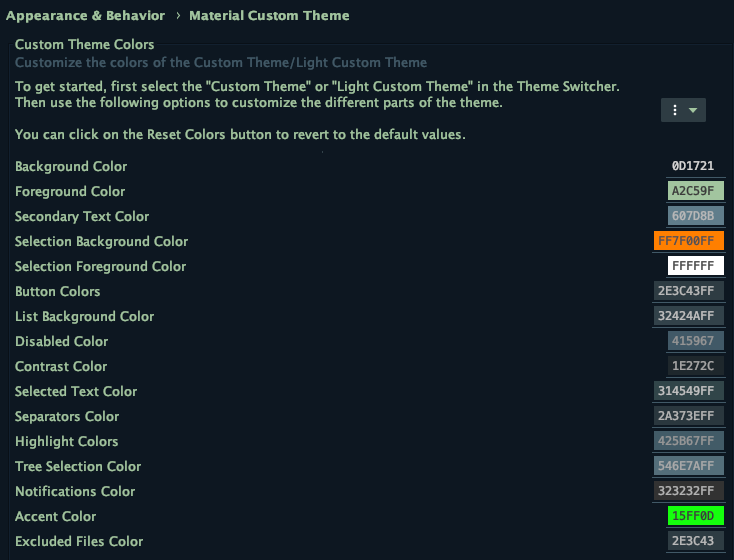 Appearance & Behavior › Material Custom Theme
Custom Theme Colors
Customize the colors of the Custom Theme/Light Custom Theme
To get started, first select the "Custom Theme" or "Light Custom Theme" in the Theme Switcher.
Then use the following options to customize the different parts of the theme.
You can click on the Reset Colors button to revert to the default values.
Background Color 0D1721
Foreground Color A2C59F
Secondary Text Color 607D8B
Selection Background Color FF7F00FF
Selection Foreground Color FFFFFF
Button Colors 2E3C43FF
List Background Color 32424AFF
Disabled Color 415967
Contrast Color 1E272C
Selected Text Color 314549FF
Separators Color 2A373EFF
Highlight Colors 425B67FF
Tree Selection Color 546E7AFF
Notifications Color 323232FF
Accent Color 15FF0D
Excluded Files Color 2E3C43